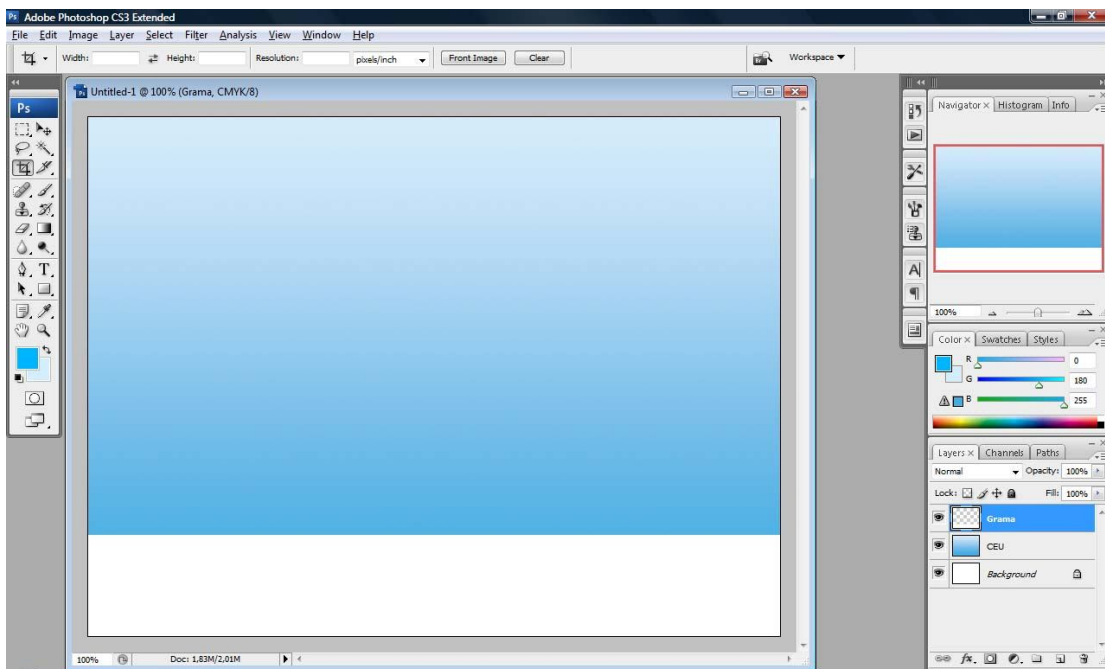 Ps Adobe Photoshop CS3 Extended
File Edit Image Layer Select Filter Analysis View Window Help
Width: Height: Resolution: pixels/inch Front Image Clear Workspace
Untitled-1 @ 100% (Grama, CMYK/8)
Ps
T
Navigator x Histogram Info
A
100%
Color x Swatches Styles
R 0
G 180
B 255
Layers x Channels Paths
Normal Opacity: 100%
Lock: Fill: 100%
Grama
CEU
Background
100% Doc: 1,83M/2,01M
fx